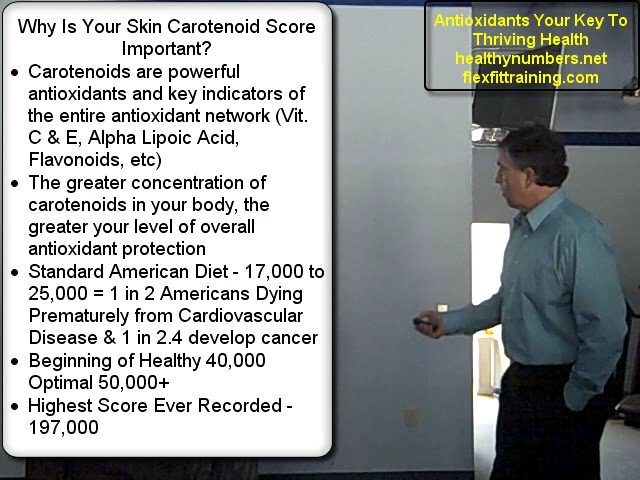 Why Is Your Skin Carotenoid Score
Important?
• Carotenoids are powerful
antioxidants and key indicators of
the entire antioxidant network (Vit.
C & E, Alpha Lipoic Acid,
Flavonoids, etc)
• The greater concentration of
carotenoids in your body, the
greater your level of overall
antioxidant protection
• Standard American Diet - 17,000 to
25,000 = 1 in 2 Americans Dying
Prematurely from Cardiovascular
Disease & 1 in 2.4 develop cancer
• Beginning of Healthy 40,000
Optimal 50,000+
• Highest Score Ever Recorded -
197,000
Antioxidants Your Key To
Thriving Health
healthynumbers.net
flexfittraining.com